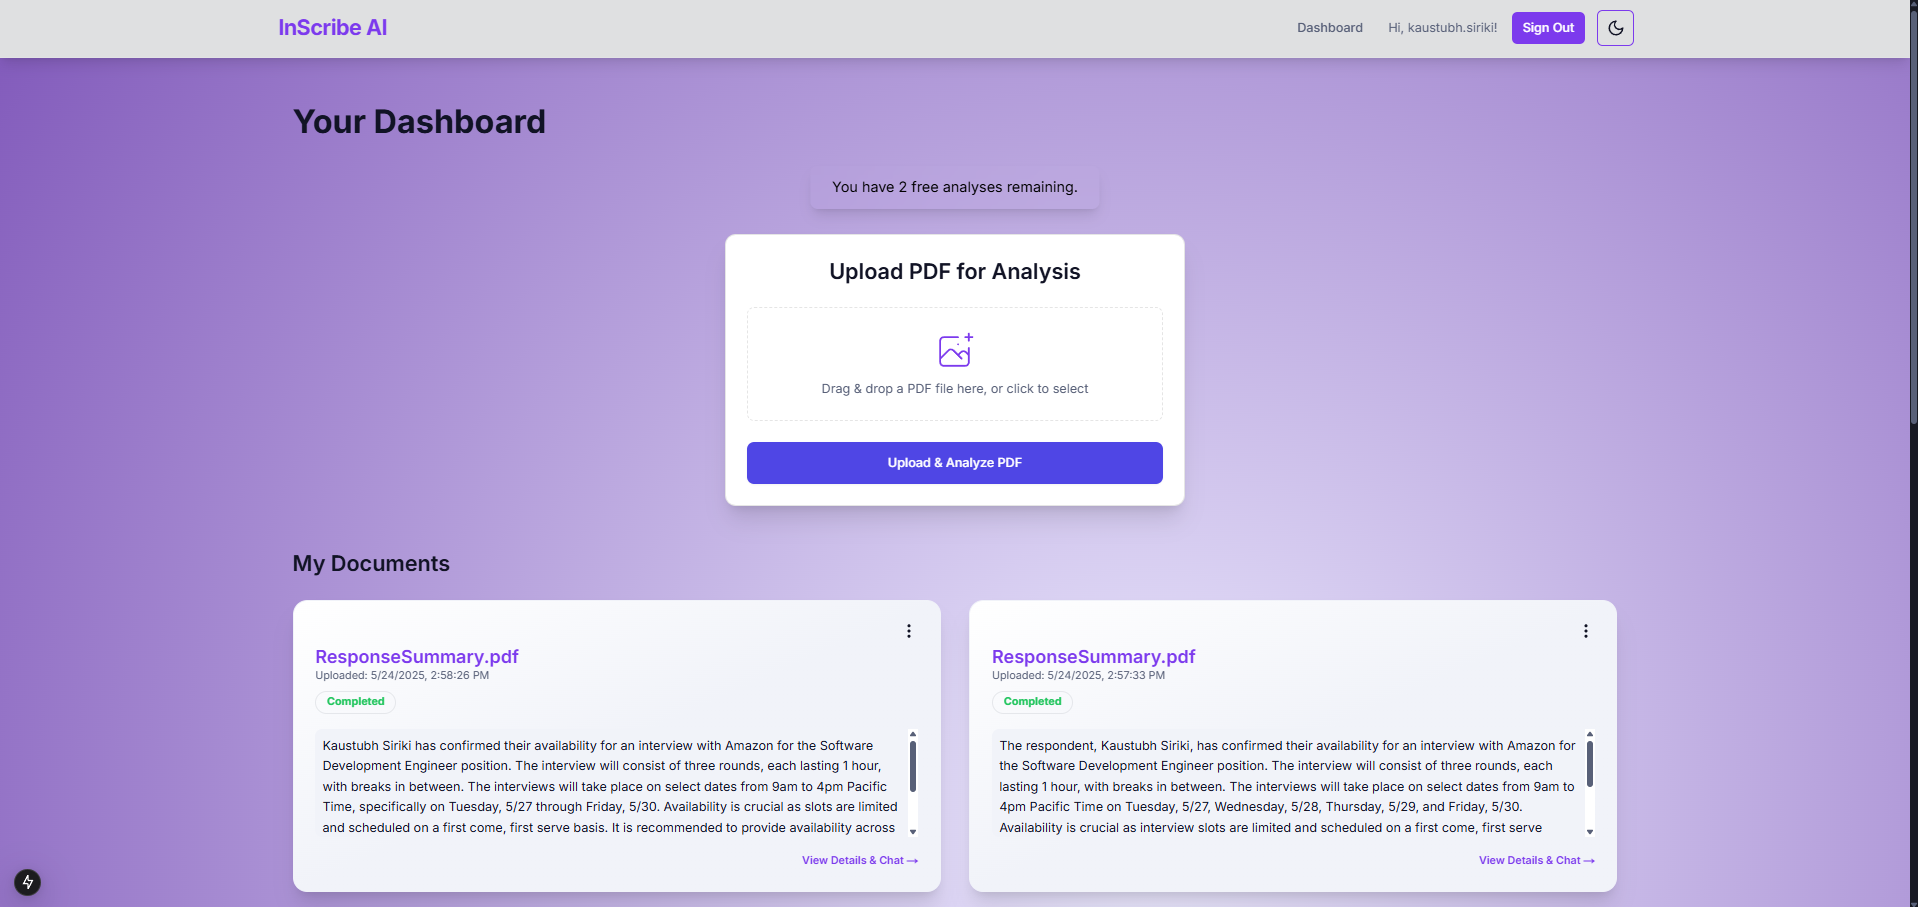 InScribe AI
Dashboard
Hi, kaustubh.siriki!
Sign Out
Your Dashboard
You have 2 free analyses remaining.
Upload PDF for Analysis
Drag & drop a PDF file here, or click to select
Upload & Analyze PDF
My Documents
ResponseSummary.pdf
Uploaded: 5/24/2025, 2:58:26 PM
Completed
Kaustubh Siriki has confirmed their availability for an interview with Amazon for the Software
Development Engineer position. The interview will consist of three rounds, each lasting 1 hour,
with breaks in between. The interviews will take place on select dates from 9am to 4pm Pacific
Time, specifically on Tuesday, 5/27 through Friday, 5/30. Availability is crucial as slots are limited
and scheduled on a first come, first serve basis. It is recommended to provide availability across
View Details & Chat →
ResponseSummary.pdf
Uploaded: 5/24/2025, 2:57:33 PM
Completed
The respondent, Kaustubh Siriki, has confirmed their availability for an interview with Amazon for
the Software Development Engineer position. The interview will consist of three rounds, each
lasting 1 hour, with breaks in between. The interviews will take place on select dates from 9am to
4pm Pacific Time on Tuesday, 5/27, Wednesday, 5/28, Thursday, 5/29, and Friday, 5/30.
Availability is crucial as interview slots are limited and scheduled on a first come, first serve
View Details & Chat →